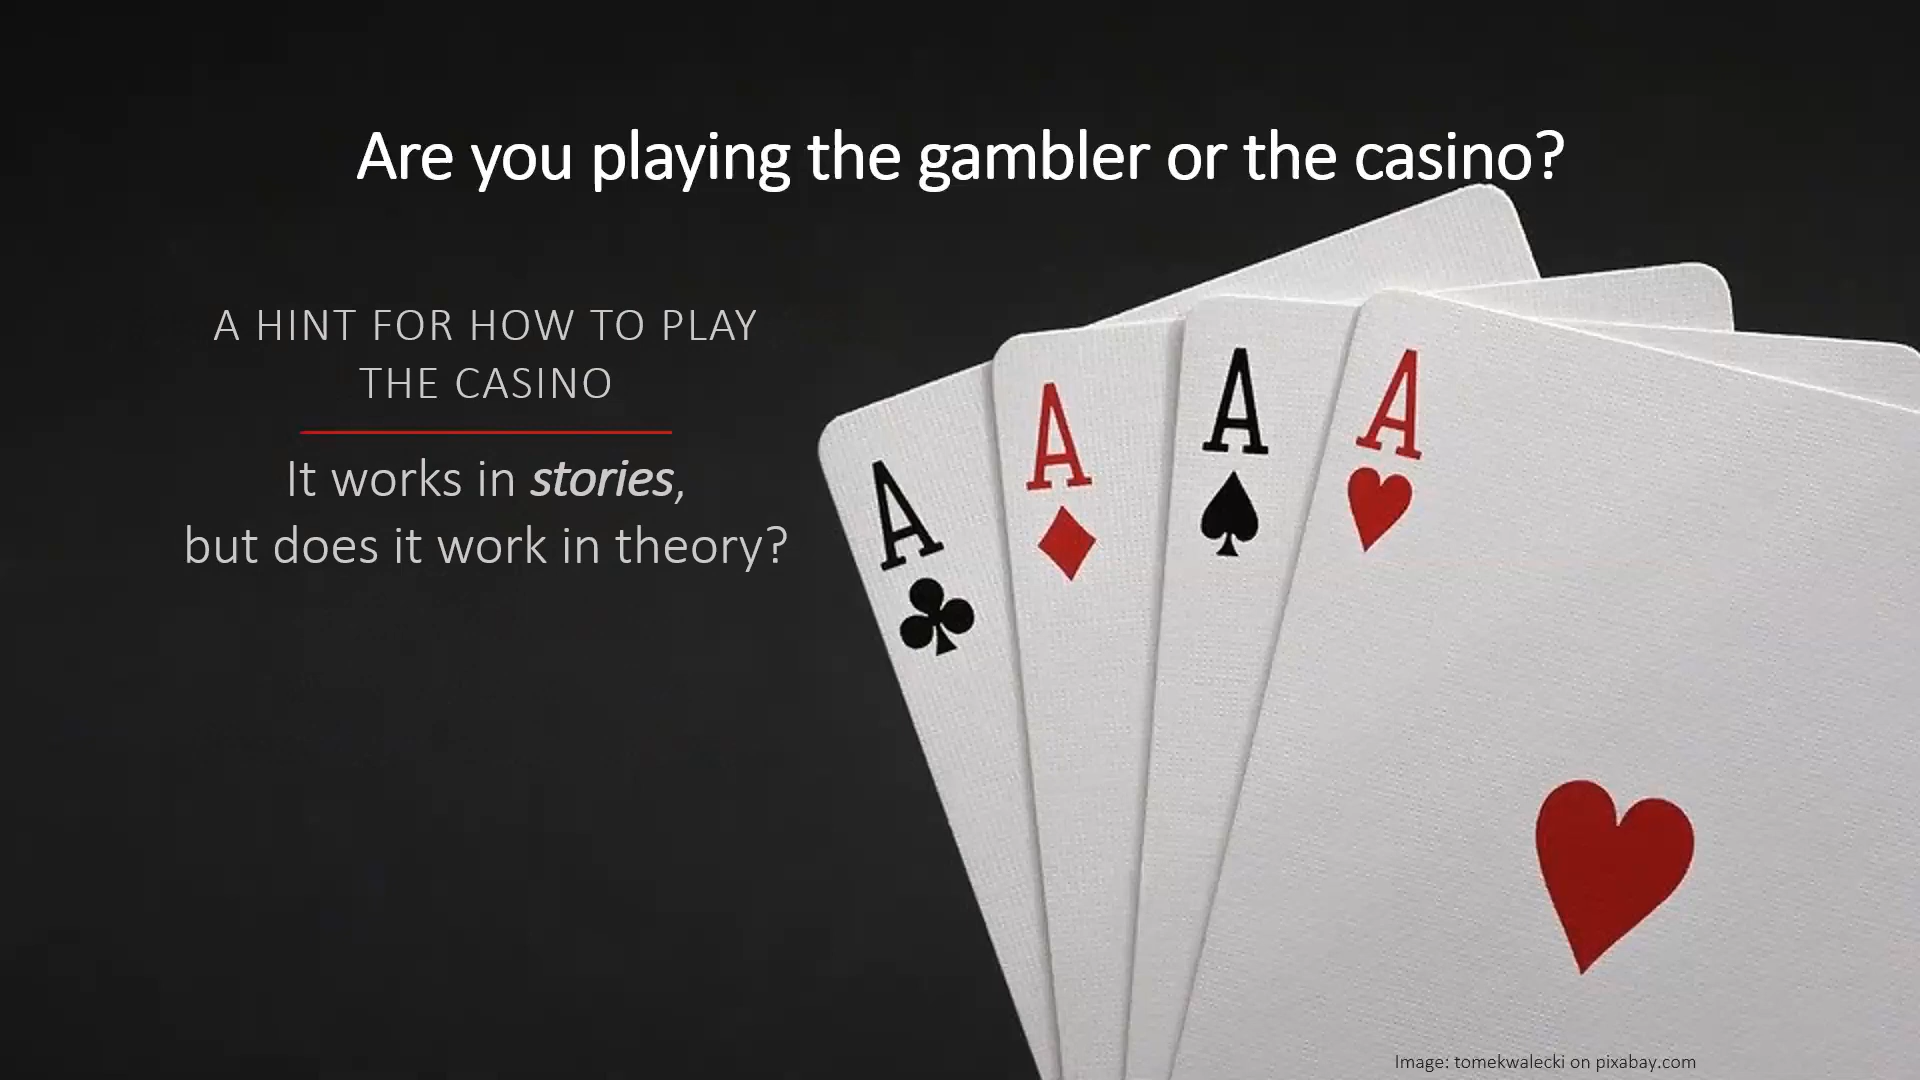 Are you playing the gambler or the casino?
A HINT FOR HOW TO PLAY
THE CASINO
It works in stories,
but does it work in theory?
A
A
A
A
Image: tomekwalecki on pixabay.com